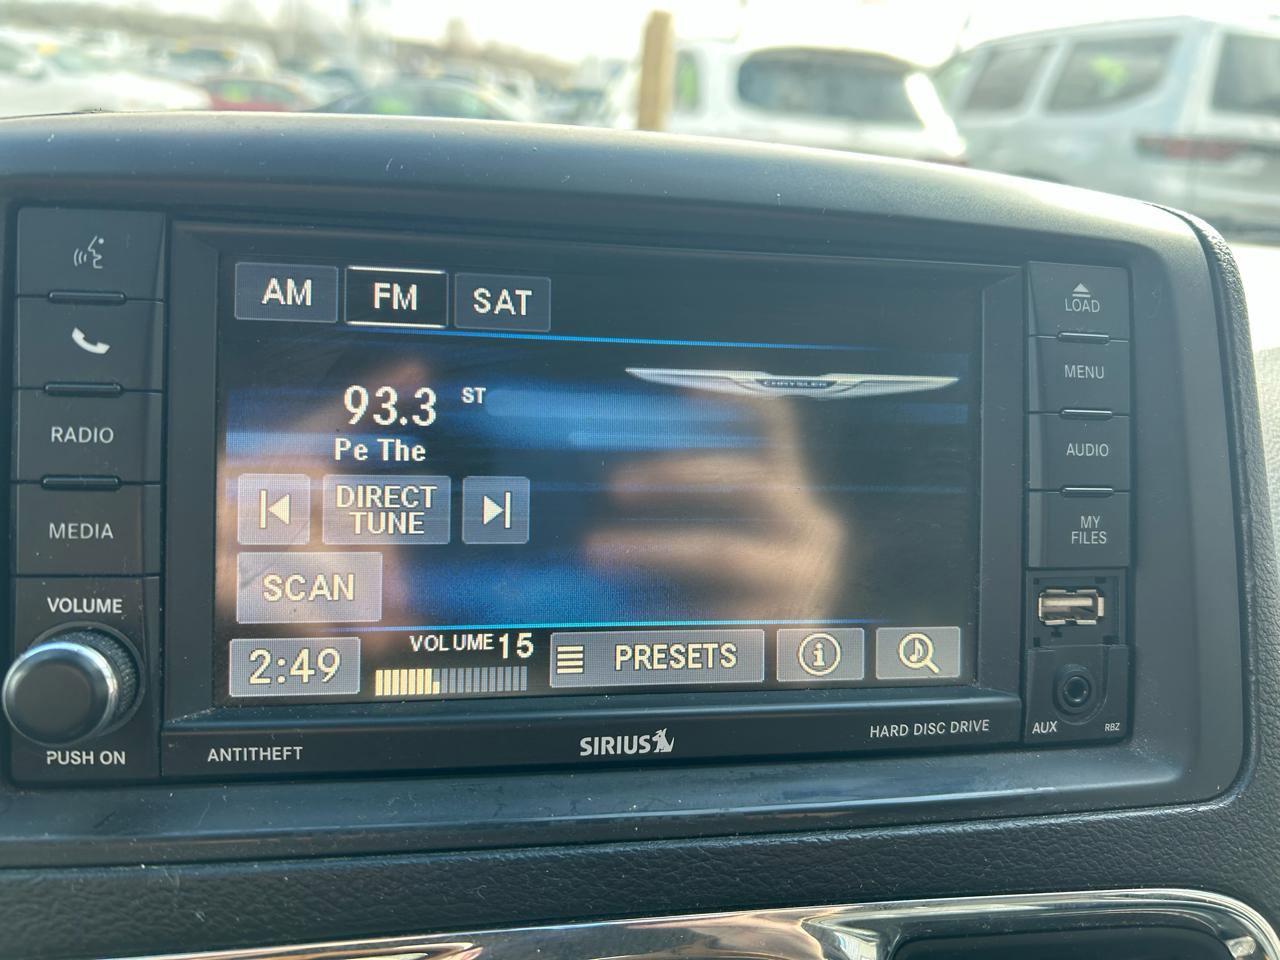 AM FM SAT
93.3 ST
Pe The
CHRYSLER
DIRECT
TUNE
SCAN
2:49
VOLUME 15
PRESETS
RADIO
MEDIA
VOLUME
PUSH ON
ANTITHEFT
SIRIUS
HARD DISC DRIVE
LOAD
MENU
AUDIO
MY
FILES
AUX
RBZ